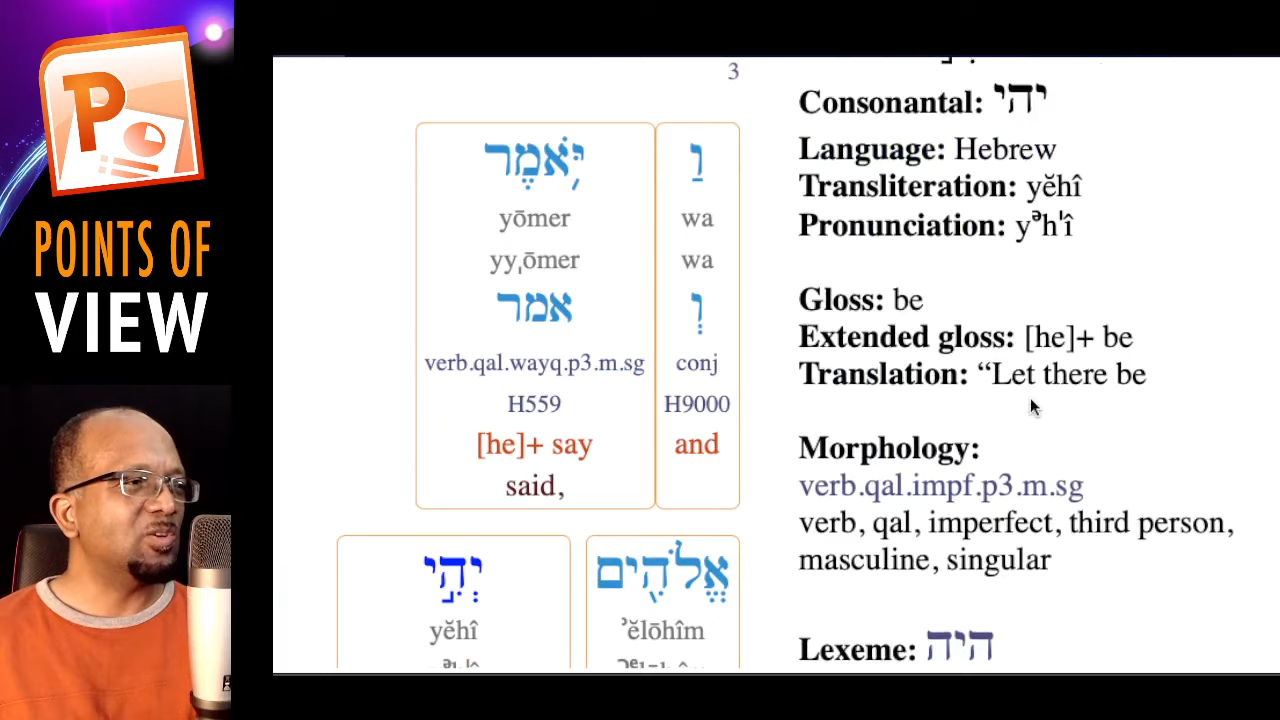 P
POINTS OF
VIEW
3
וַ
יֹּ֥אמֶר
wa
yōmer
wa
yyˌōmer
וְ
אמר
conj
verb.qal.wayq.p3.m.sg
H9000
H559
and
[he]+ say
said,
אֱלֹהִ֖ים
יְהִ֣י
ʾĕlōhîm
yĕhî
Consonantal: יהי
Language: Hebrew
Transliteration: yĕhî
Pronunciation: yᵊhˈî
Gloss: be
Extended gloss: [he]+ be
Translation: “Let there be
Morphology:
verb.qal.impf.p3.m.sg
verb, qal, imperfect, third person,
masculine, singular
Lexeme: היה